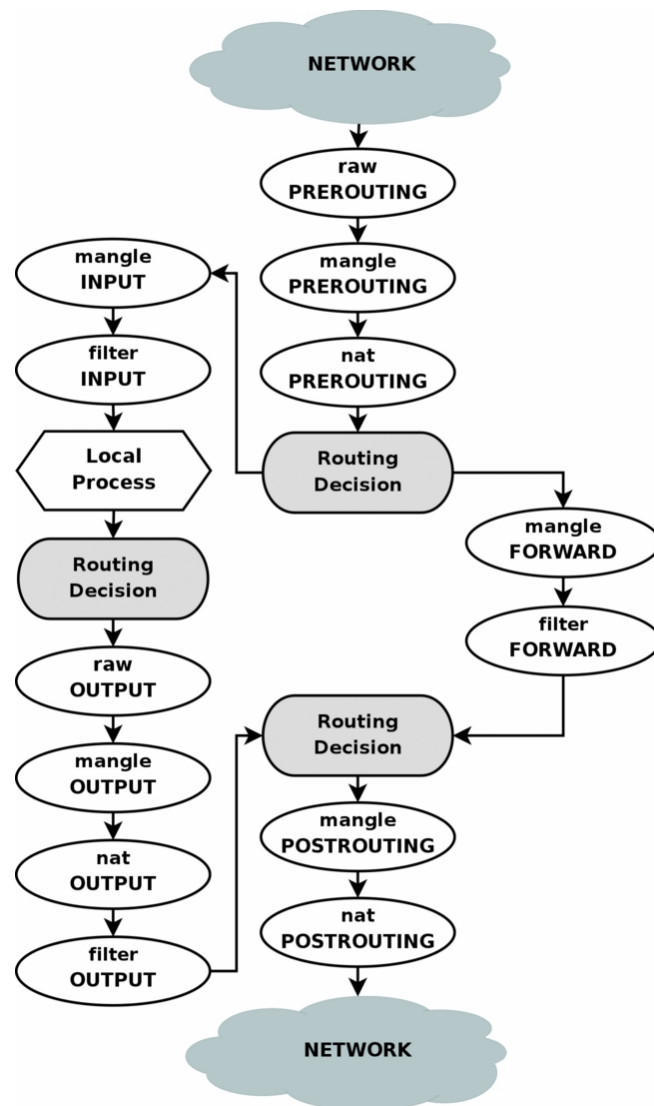 NETWORK
raw
PREROUTING
mangle
PREROUTING
nat
PREROUTING
Routing
Decision
mangle
INPUT
filter
INPUT
Local
Process
Routing
Decision
raw
OUTPUT
mangle
OUTPUT
nat
OUTPUT
filter
OUTPUT
mangle
FORWARD
filter
FORWARD
Routing
Decision
mangle
POSTROUTING
nat
POSTROUTING
NETWORK